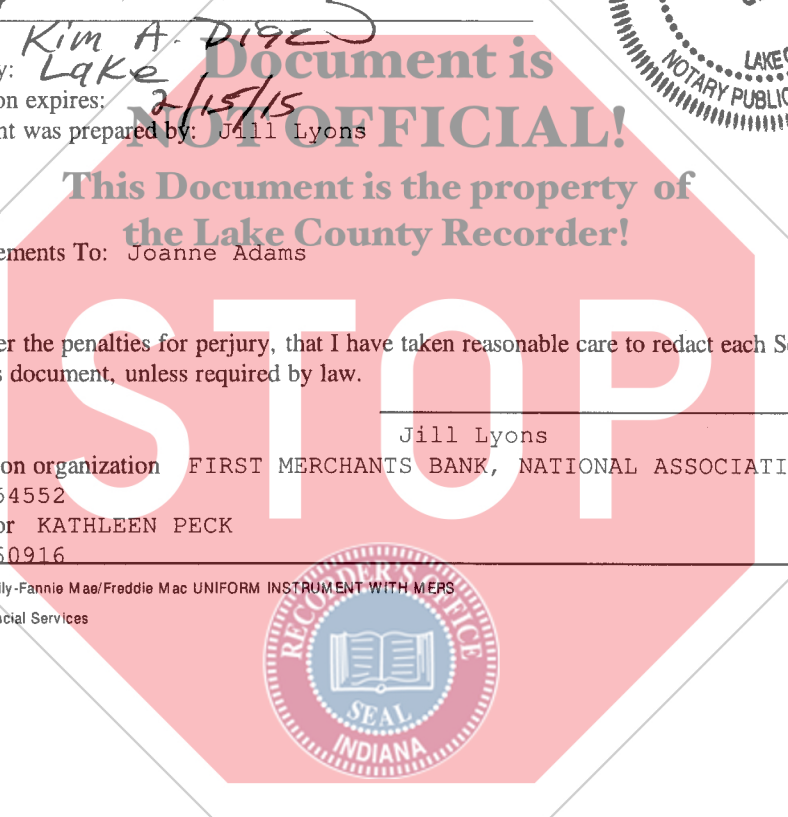 Kim A. Diaz
Document is
y: Lake
on expires: 2/15/15
NOT OFFICIAL!
nt was prepared by: Jill Lyons
This Document is the property of
the Lake County Recorder!
ements To: Joanne Adams
STOP
er the penalties for perjury, that I have taken reasonable care to redact each S
s document, unless required by law.
Jill Lyons
on organization FIRST MERCHANTS BANK, NATIONAL ASSOCIATI
64552
or KATHLEEN PECK
60916
ily-Fannie Mae/Freddie Mac UNIFORM INSTRUMENT WITH MERS
cial Services
RECORDER'S OFFICE
SEAL
INDIANA
LAKE
NOTARY PUBLIC